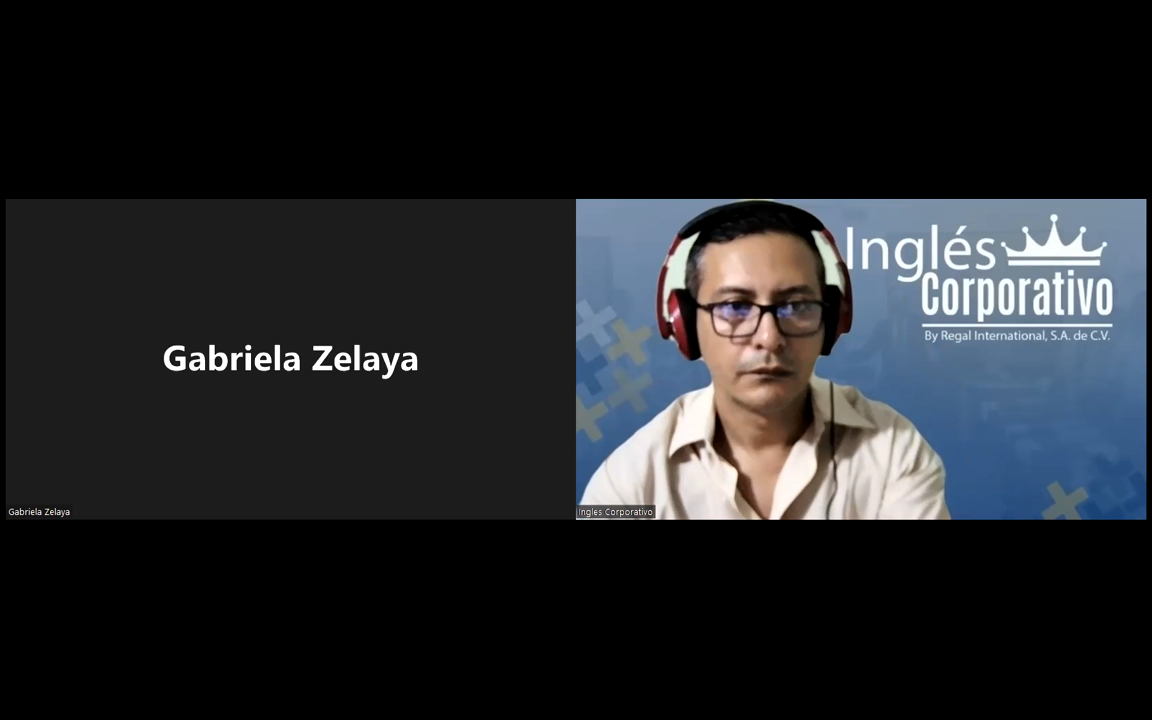 Gabriela Zelaya
Gabriela Zelaya
Inglés
Corporativo
By Regal International, S.A. de C.V.
Ingles Corporativo